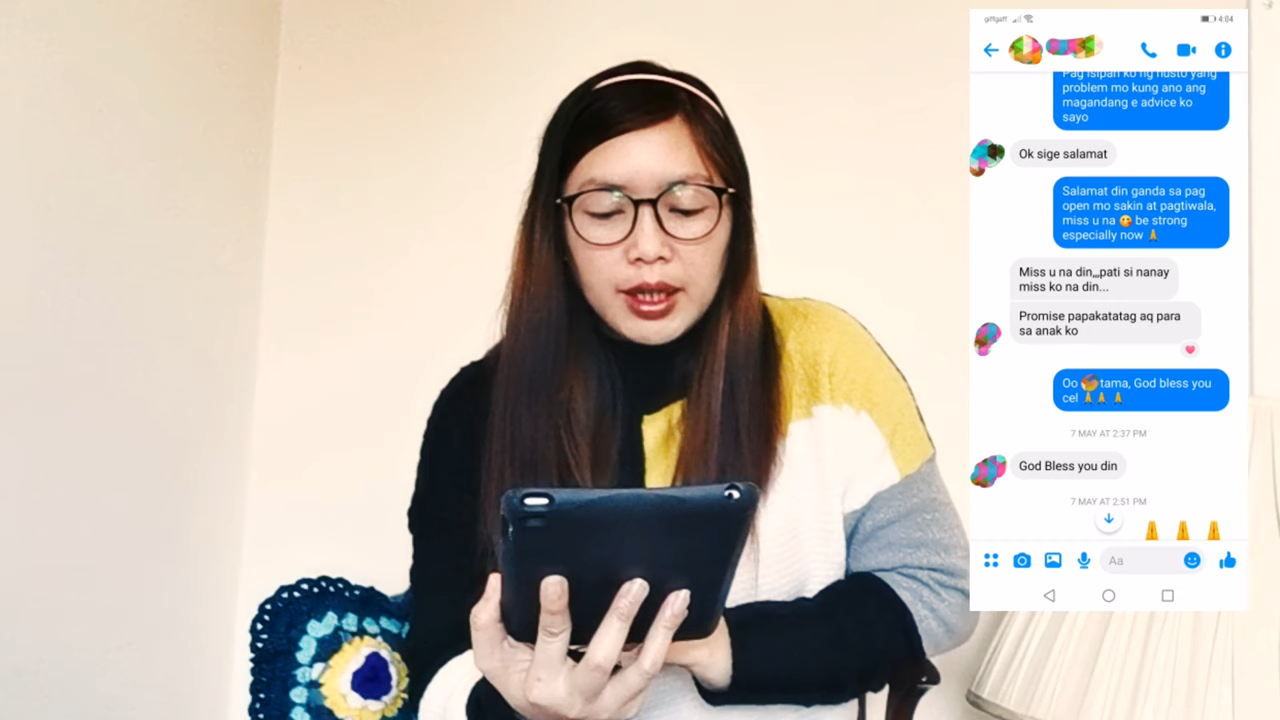 giffgaff
4:04
Pag isipan ko ng husto yang
problem mo kung ano ang
magandang e advice ko
sayo
Ok sige salamat
Salamat din ganda sa pag
open mo sakin at pagtiwala,
miss u na 😘 be strong
especially now 🙏
Miss u na din,,,pati si nanay
miss ko na din...
Promise papakatatag aq para
sa anak ko
Oo tama, God bless you
cel 🙏🙏🙏
7 MAY AT 2:37 PM
God Bless you din
7 MAY AT 2:51 PM
🙏🙏🙏
Aa